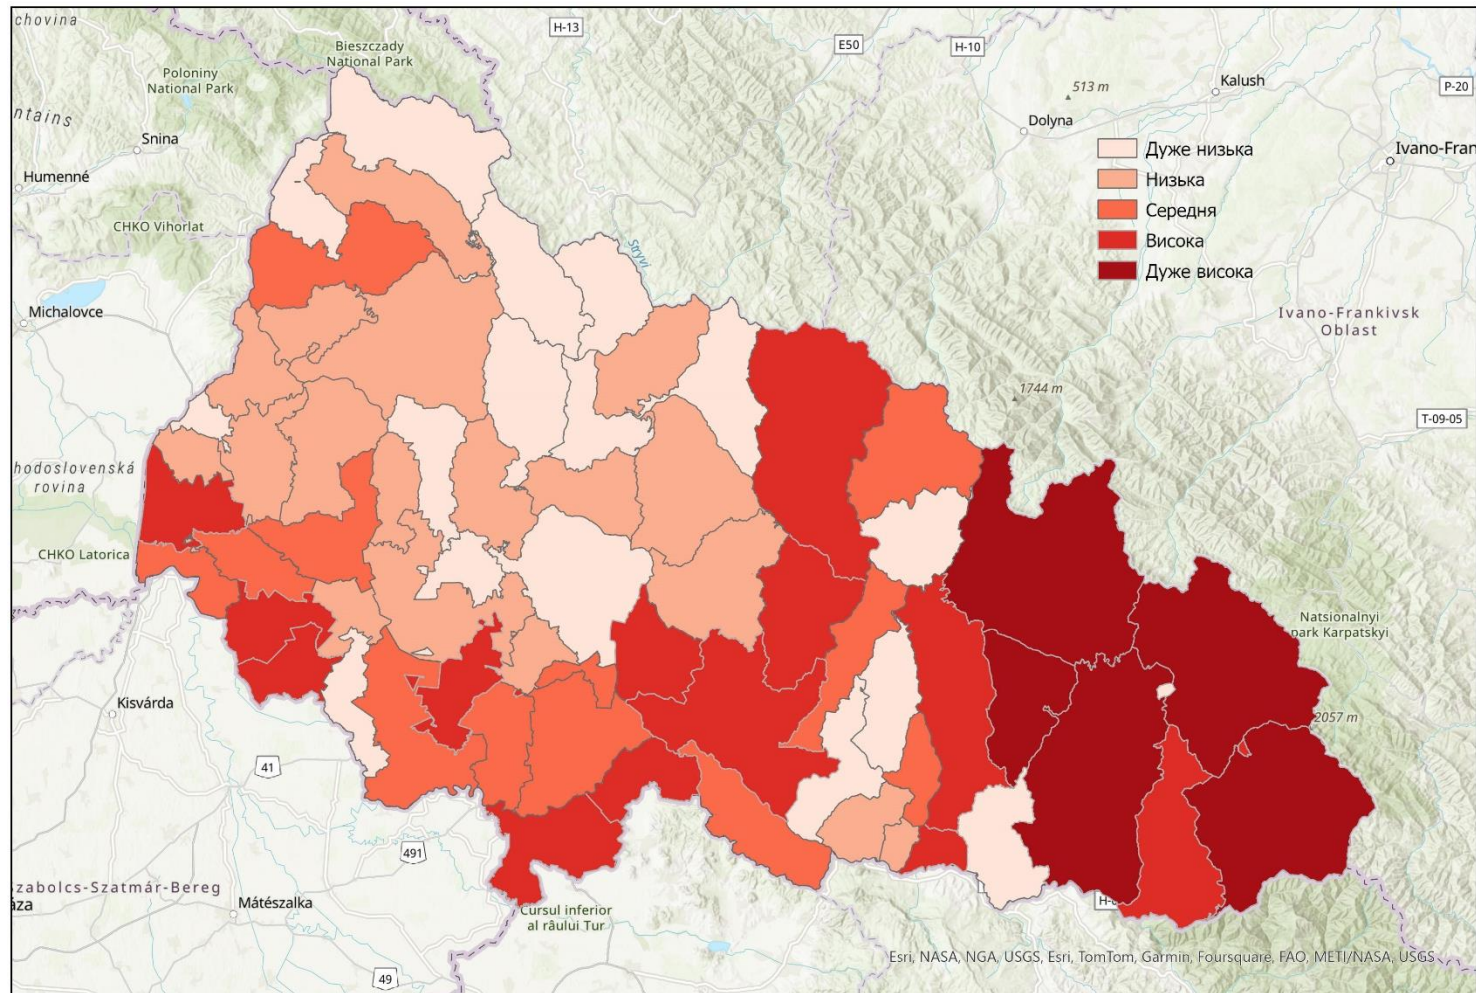 chovina
H-13
E50
H-10
Bieszczady
National Park
Poloniny
National Park
Kalush
513 m
P-20
ntains
Snina
Dolyna
Ivano-Fran
Humenné
Дуже низька
Низька
Середня
Висока
Дуже висока
CHKO Vihorlat
Stryi
Michalovce
Ivano-Frankivsk
Oblast
1744 m
T-09-05
hodoslovenská
rovina
CHKO Latorica
Natsionalnyi
park Karpatskyi
Kisvárda
2057 m
41
491
zabolcs-Szatmár-Bereg
áza
Mátészalka
Cursul inferior
al râului Tur
49
Esri, NASA, NGA, USGS, Esri, TomTom, Garmin, Foursquare, FAO, METI/NASA, USGS